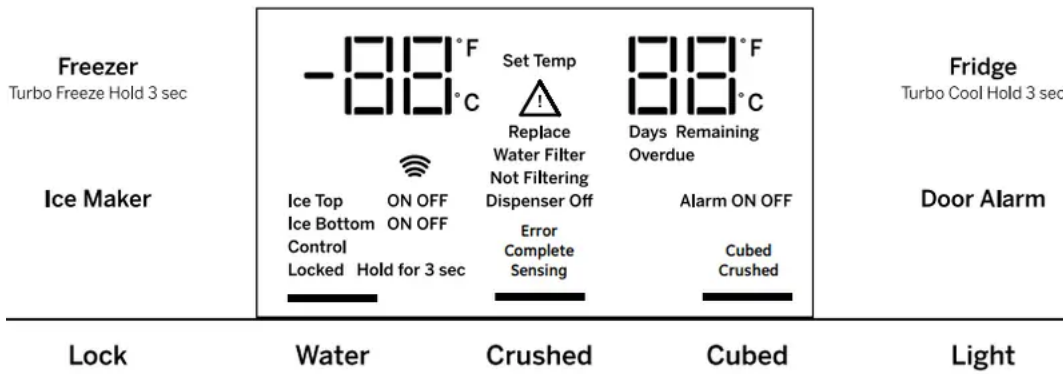 Freezer
Turbo Freeze Hold 3 sec
Ice Maker
-88 °F °C
Set Temp
!
Replace
Water Filter
Not Filtering
Dispenser Off
Error
Complete
Sensing
88 °F °C
Days Remaining
Overdue
Ice Top ON OFF
Ice Bottom ON OFF
Control
Locked Hold for 3 sec
Alarm ON OFF
Cubed
Crushed
Fridge
Turbo Cool Hold 3 sec
Door Alarm
Lock
Water
Crushed
Cubed
Light